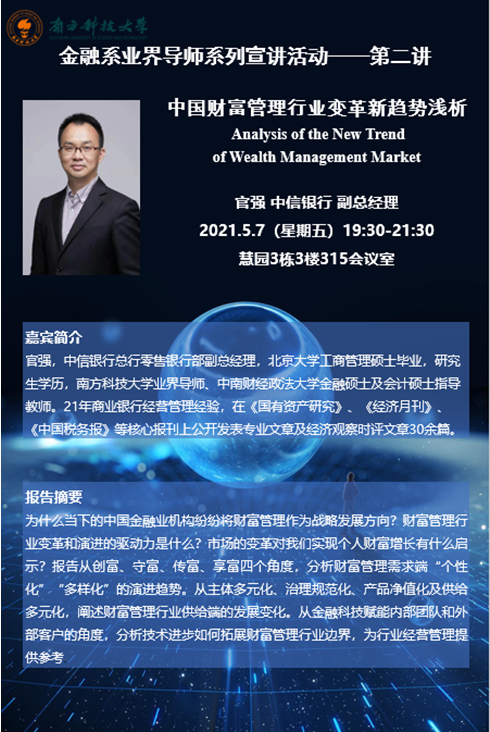 南方科技大学
金融系业界导师系列宣讲活动——第二讲
中国财富管理行业变革新趋势浅析
Analysis of the New Trend
of Wealth Management Market
官强 中信银行 副总经理
2021.5.7（星期五）19:30-21:30
慧园3栋3楼315会议室
嘉宾简介
官强，中信银行总行零售银行部副总经理，北京大学工商管理硕士毕业，研究
生学历，南方科技大学业界导师、中南财经政法大学金融硕士及会计硕士指导
教师。21年商业银行经营管理经验，在《国有资产研究》、《经济月刊》、
《中国税务报》等核心报刊上公开发表专业文章及经济观察时评文章30余篇。
报告摘要
为什么当下的中国金融业机构纷纷将财富管理作为战略发展方向？财富管理行
业变革和演进的驱动力是什么？市场的变革对我们实现个人财富增长有什么启
示？报告从创富、守富、传富、享富四个角度，分析财富管理需求端“个性
化”“多样化”的演进趋势。从主体多元化、治理规范化、产品净值化及供给
多元化，阐述财富管理行业供给端的发展变化。从金融科技赋能内部团队和外
部客户的角度，分析技术进步如何拓展财富管理行业边界，为行业经营管理提
供参考